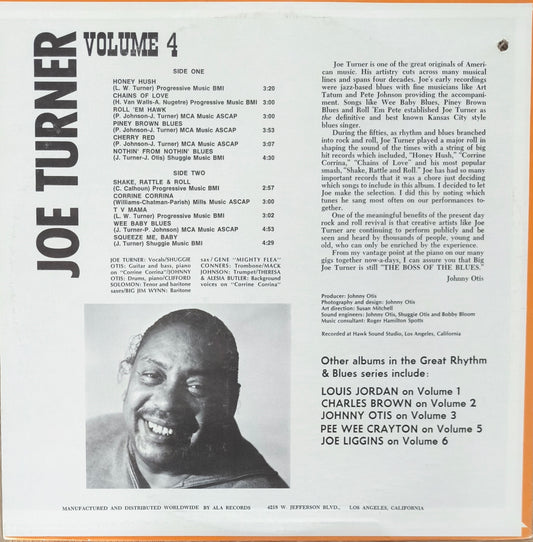 JOE TURNER
VOLUME 4
SIDE ONE
HONEY HUSH
(L. W. Turner) Progressive Music BMI 3:20
CHAINS OF LOVE
(H. Van Walls-A. Nugetre) Progressive Music BMI 3:00
ROLL 'EM HAWK
(P. Johnson-J. Turner) MCA Music ASCAP 3:00
PINEY BROWN BLUES
(P. Johnson-J. Turner) MCA Music ASCAP 3:53
CHERRY RED
(P. Johnson-J. Turner) MCA Music ASCAP 3:07
NOTHIN' FROM NOTHIN' BLUES
(J. Turner-J. Otis) Shuggie Music BMI 4:30
SIDE TWO
SHAKE, RATTLE & ROLL
(C. Calhoun) Progressive Music BMI 2:57
CORRINE CORRINA
(Williams-Chatman-Parish) Mills Music ASCAP 3:00
T V MAMA
(L. W. Turner) Progressive Music BMI 3:02
WEE BABY BLUES
(J. Turner-P. Johnson) MCA Music ASCAP 4:53
SQUEEZE ME, BABY
(J. Turner) Shuggie Music BMI 4:29
JOE TURNER: Vocals/SHUGGIE
OTIS: Guitar and bass, piano
on "Corrine Corrina"/JOHNNY
OTIS: Drums, piano/CLIFFORD
SOLOMON: Tenor and baritone
saxes/BIG JIM WYNN: Baritone
sax/GENE "MIGHTY FLEA"
CONNERS: Trombone/MACK
JOHNSON: Trumpet/THERESA
& ALESIA BUTLER: Background
voices on "Corrine Corrina"
Joe Turner is one of the great originals of Ameri-
can music. His artistry cuts across many musical
lines and spans four decades. Joe's early recordings
were jazz-based blues with fine musicians like Art
Tatum and Pete Johnson providing the accompani-
ment. Songs like Wee Baby Blues, Piney Brown
Blues and Roll 'Em Pete established Joe Turner as
the definitive and best known Kansas City style
blues singer.
During the fifties, as rhythm and blues branched
into rock and roll, Joe Turner played a major roll in
shaping the sound of the times with a string of big
hit records which included, "Honey Hush," "Corrine
Corrina," "Chains of Love" and his most popular
smash, "Shake, Rattle and Roll." Joe has had so many
important records that it was a chore just deciding
which songs to include in this album. I decided to let
Joe make the selection. I did this by noting which
tunes he sang most often on our performances to-
gether.
One of the meaningful benefits of the present day
rock and roll revival is that creative artists like Joe
Turner are continuing to perform publicly and be
seen and heard by thousands of people, young and
old, who can only be enriched by the experience.
From my vantage point at the piano on our many
gigs together now-a-days, I can assure you that Big
Joe Turner is still "THE BOSS OF THE BLUES."
Johnny Otis
Producer: Johnny Otis
Photography and design: Johnny Otis
Art direction: Susan Mitchell
Sound engineers: Johnny Otis, Shuggie Otis and Bobby Bloom
Music consultant: Roger Hamilton Spotts
Recorded at Hawk Sound Studio, Los Angeles, California
Other albums in the Great Rhythm
& Blues series include:
LOUIS JORDAN on Volume 1
CHARLES BROWN on Volume 2
JOHNNY OTIS on Volume 3
PEE WEE CRAYTON on Volume 5
JOE LIGGINS on Volume 6
MANUFACTURED AND DISTRIBUTED WORLDWIDE BY ALA RECORDS 4218 W. JEFFERSON BLVD., LOS ANGELES, CALIFORNIA